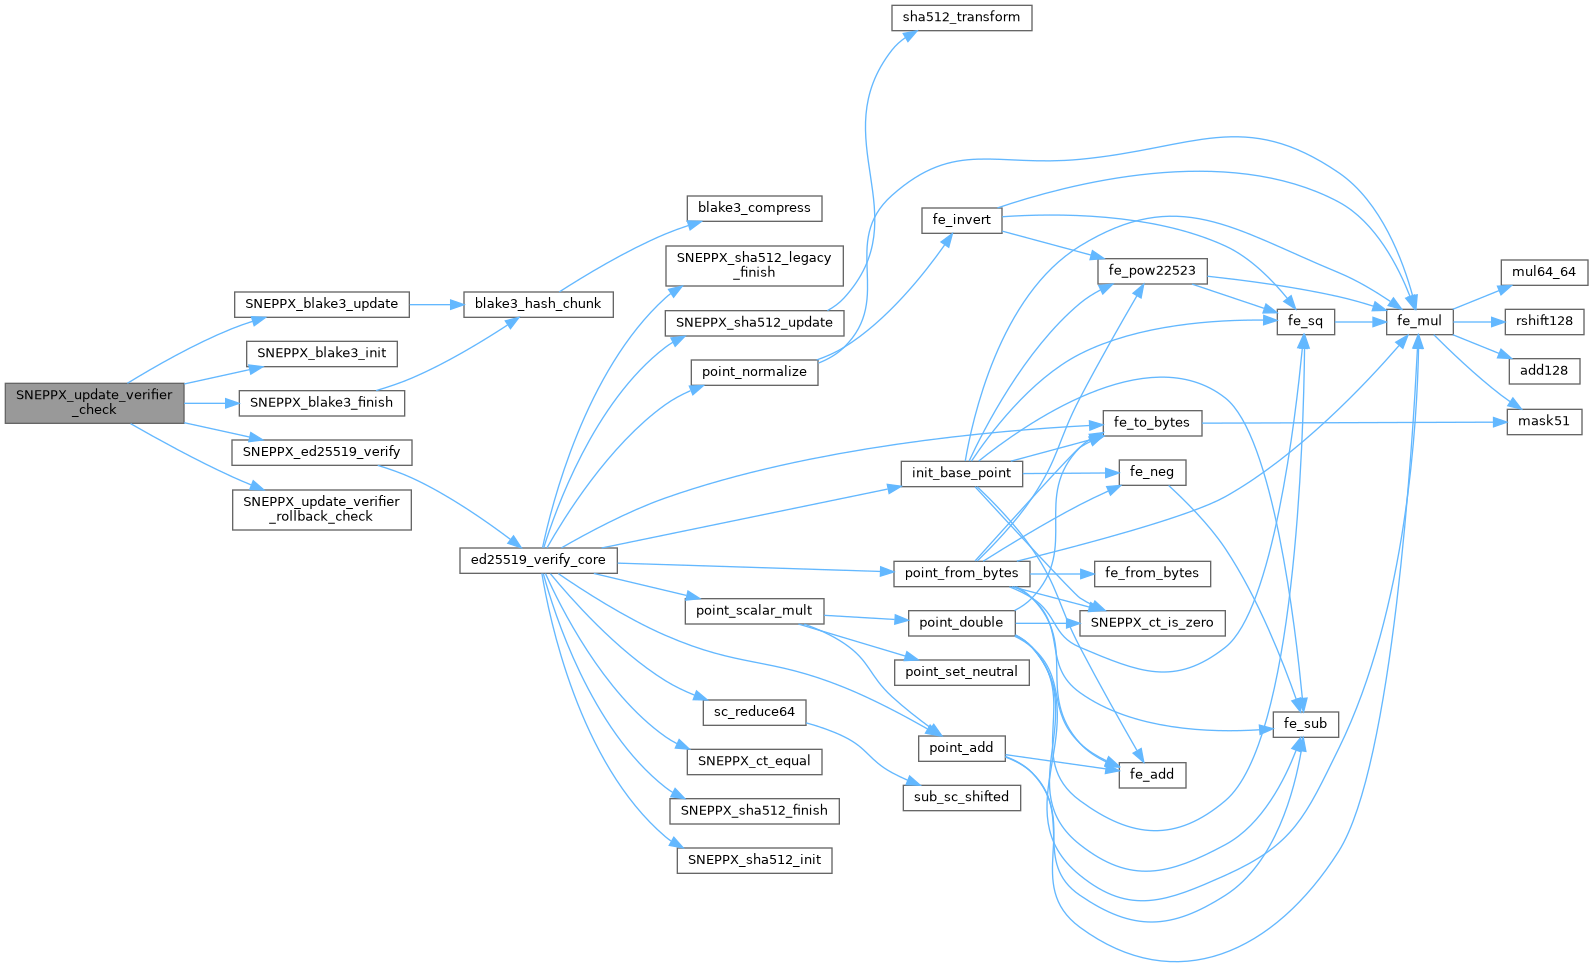 SNEPPX_update_verifier
_check
SNEPPX_blake3_update
SNEPPX_blake3_init
SNEPPX_blake3_finish
SNEPPX_ed25519_verify
SNEPPX_update_verifier
_rollback_check
blake3_hash_chunk
ed25519_verify_core
blake3_compress
SNEPPX_sha512_legacy
_finish
SNEPPX_sha512_update
point_normalize
point_scalar_mult
sc_reduce64
SNEPPX_ct_equal
SNEPPX_sha512_finish
SNEPPX_sha512_init
sha512_transform
fe_invert
init_base_point
point_from_bytes
point_double
point_set_neutral
point_add
sub_sc_shifted
fe_pow22523
fe_to_bytes
fe_neg
fe_from_bytes
SNEPPX_ct_is_zero
fe_add
fe_sq
fe_sub
fe_mul
mul64_64
rshift128
add128
mask51